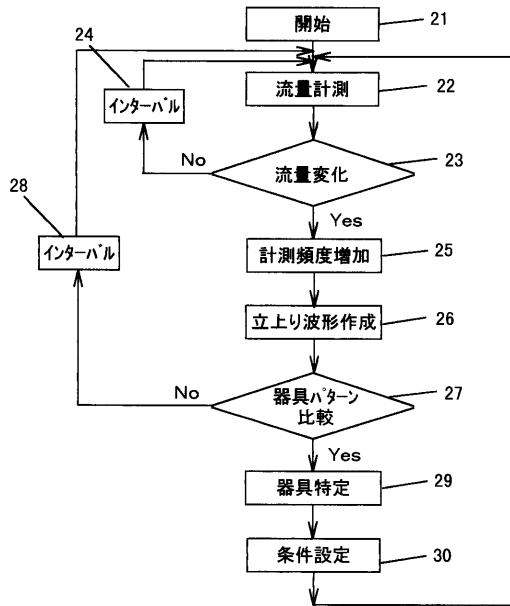 開始
21
24
流量計測
22
インターバル
No
流量変化
23
28
Yes
インターバル
計測頻度増加
25
立上り波形作成
26
No
器具パターン
比較
27
Yes
器具特定
29
条件設定
30